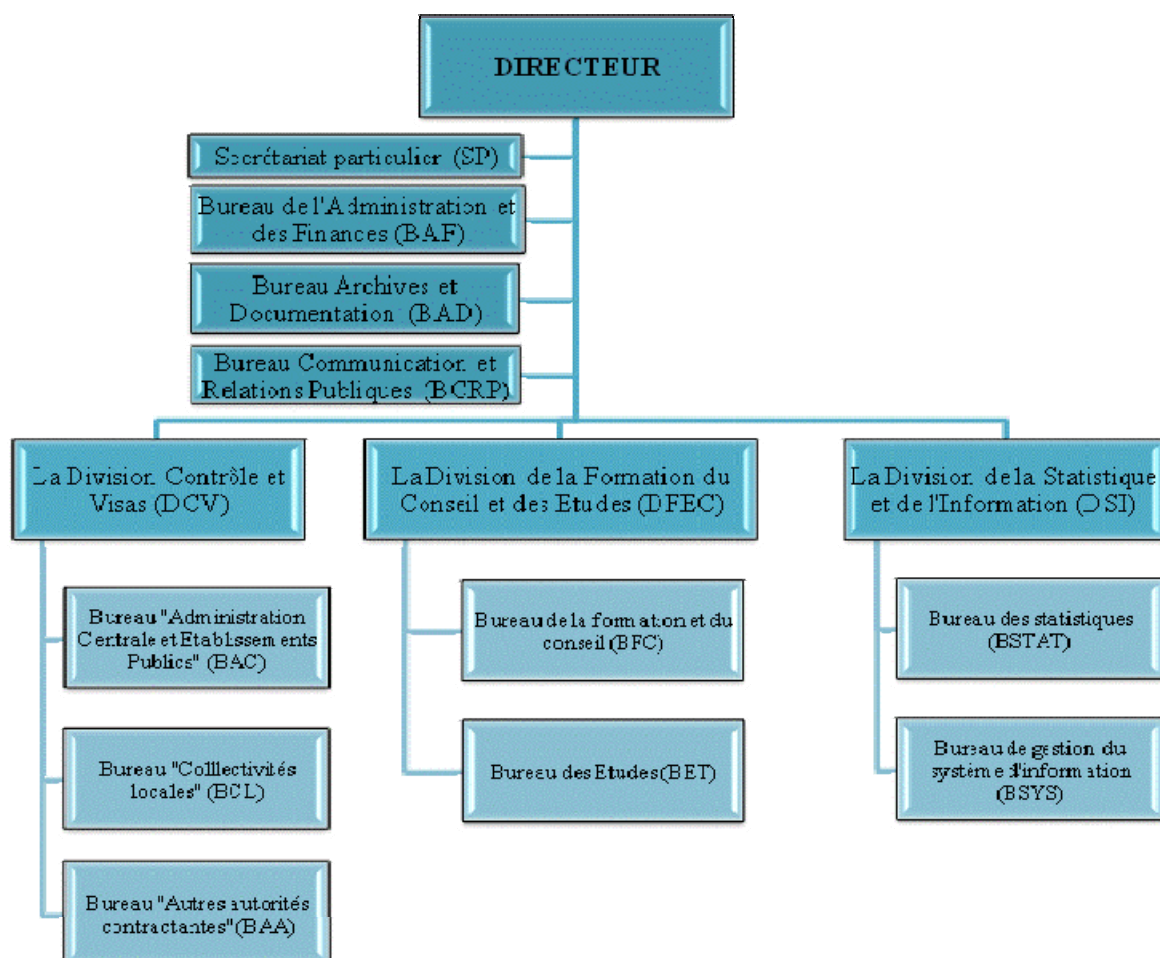 DIRECTEUR
Secrétariat particulier (SP)
Bureau de l'Administration et
des Finances (BAF)
Bureau Archives et
Documentation (BAD)
Bureau Communication et
Relations Publiques (BCRP)
La Division Contrôle et
Visas (DCV)
La Division de la Formation du
Conseil et des Etudes (DFEC)
La Division de la Statistique
et de l'Information (DSI)
Bureau "Administration
Centrale et Etablissements
Publics" (BAC)
Bureau "Colllectivités
locales" (BCL)
Bureau "Autres autorités
contractantes" (BAA)
Bureau de la formation et du
conseil (BFC)
Bureau des Etudes (BET)
Bureau des statistiques
(BSTAT)
Bureau de gestion du
système d'information
(BSYS)